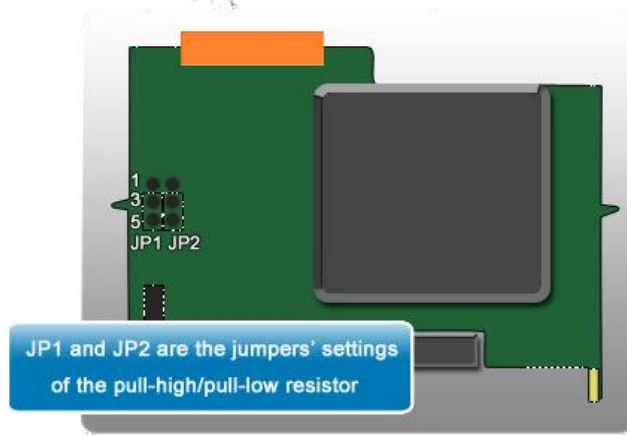 1
3
5
JP1 JP2
JP1 and JP2 are the jumpers’ settings
of the pull-high/pull-low resistor